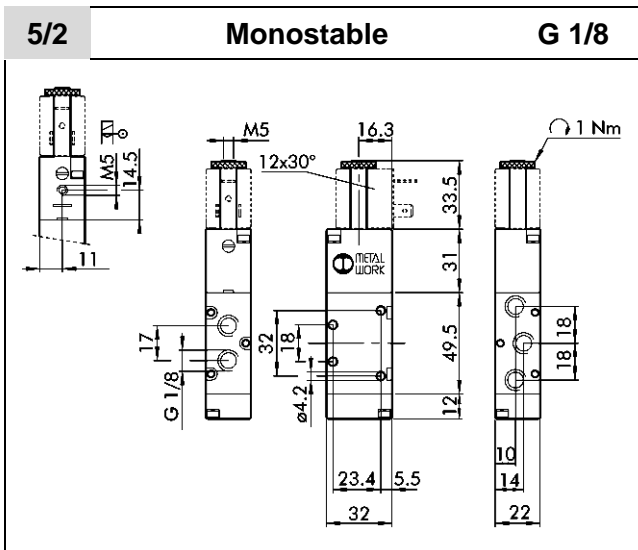 5/2 Monostable G 1/8
M5
14.5
11
M5
16.3
1 Nm
12x30°
33.5
METAL
WORK
31
17
G 1/8
32
18
ø4.2
49.5
12
18
18
23.4
5.5
32
10
14
22